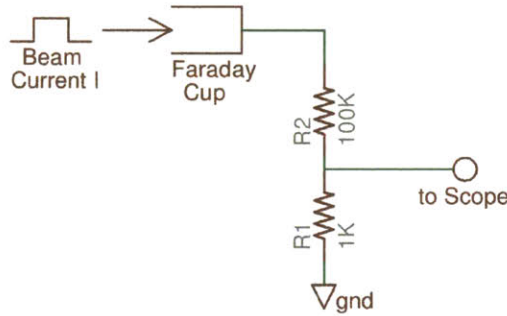 Beam
Current I
Faraday
Cup
R2
100K
to Scope
R1
1K
gnd